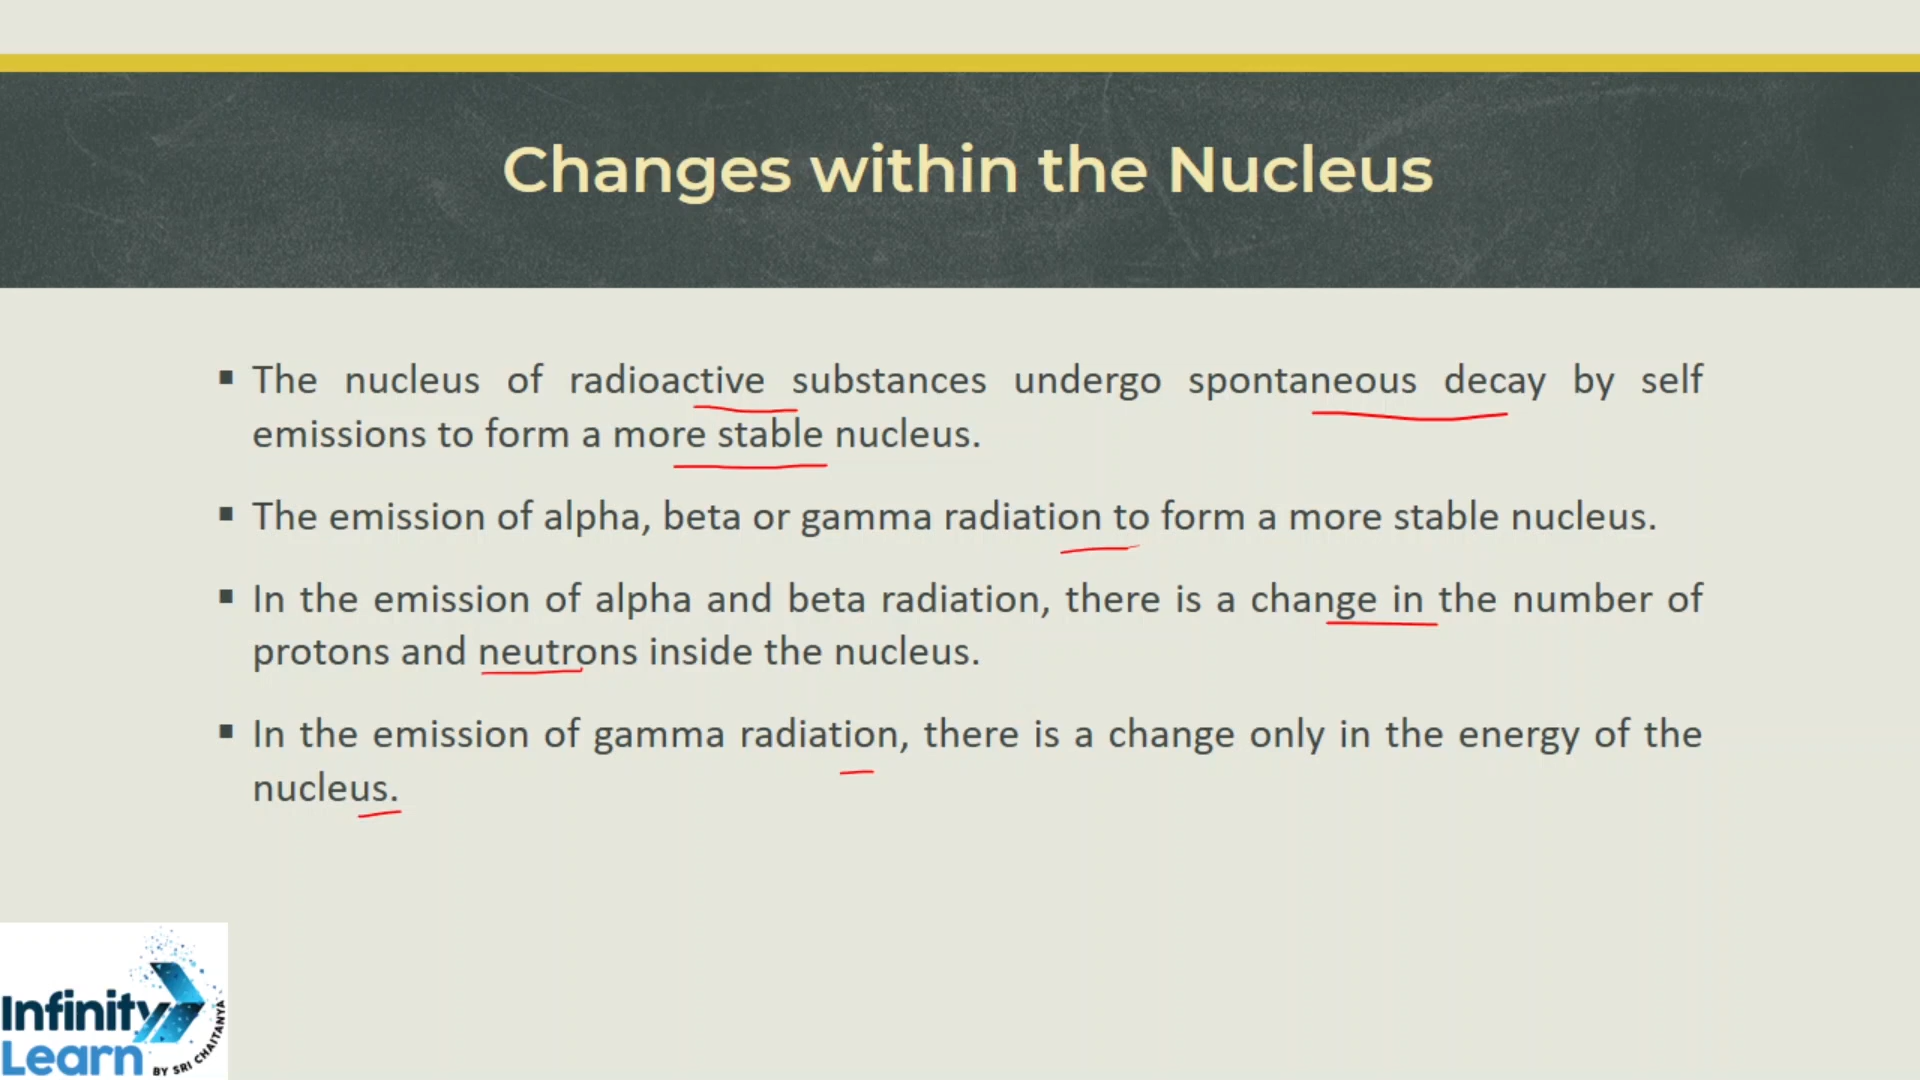 Changes within the Nucleus
▪ The nucleus of radioactive substances undergo spontaneous decay by self
emissions to form a more stable nucleus.
▪ The emission of alpha, beta or gamma radiation to form a more stable nucleus.
▪ In the emission of alpha and beta radiation, there is a change in the number of
protons and neutrons inside the nucleus.
▪ In the emission of gamma radiation, there is a change only in the energy of the
nucleus.
Infinity
Learn
BY SRI CHAITANYA